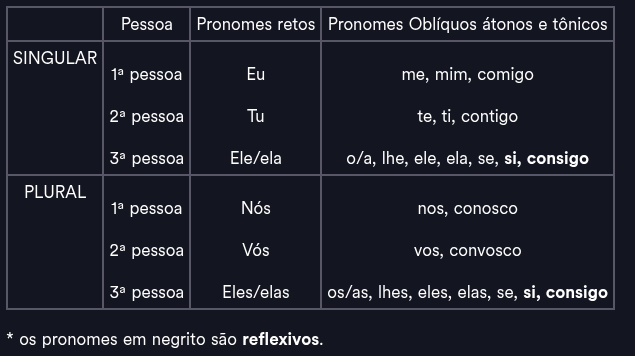 Pessoa Pronomes retos Pronomes Oblíquos átonos e tônicos
SINGULAR
1ª pessoa Eu me, mim, comigo
2ª pessoa Tu te, ti, contigo
3ª pessoa Ele/ela o/a, lhe, ele, ela, se, si, consigo
PLURAL
1ª pessoa Nós nos, conosco
2ª pessoa Vós vos, convosco
3ª pessoa Eles/elas os/as, lhes, eles, elas, se, si, consigo
* os pronomes em negrito são reflexivos.